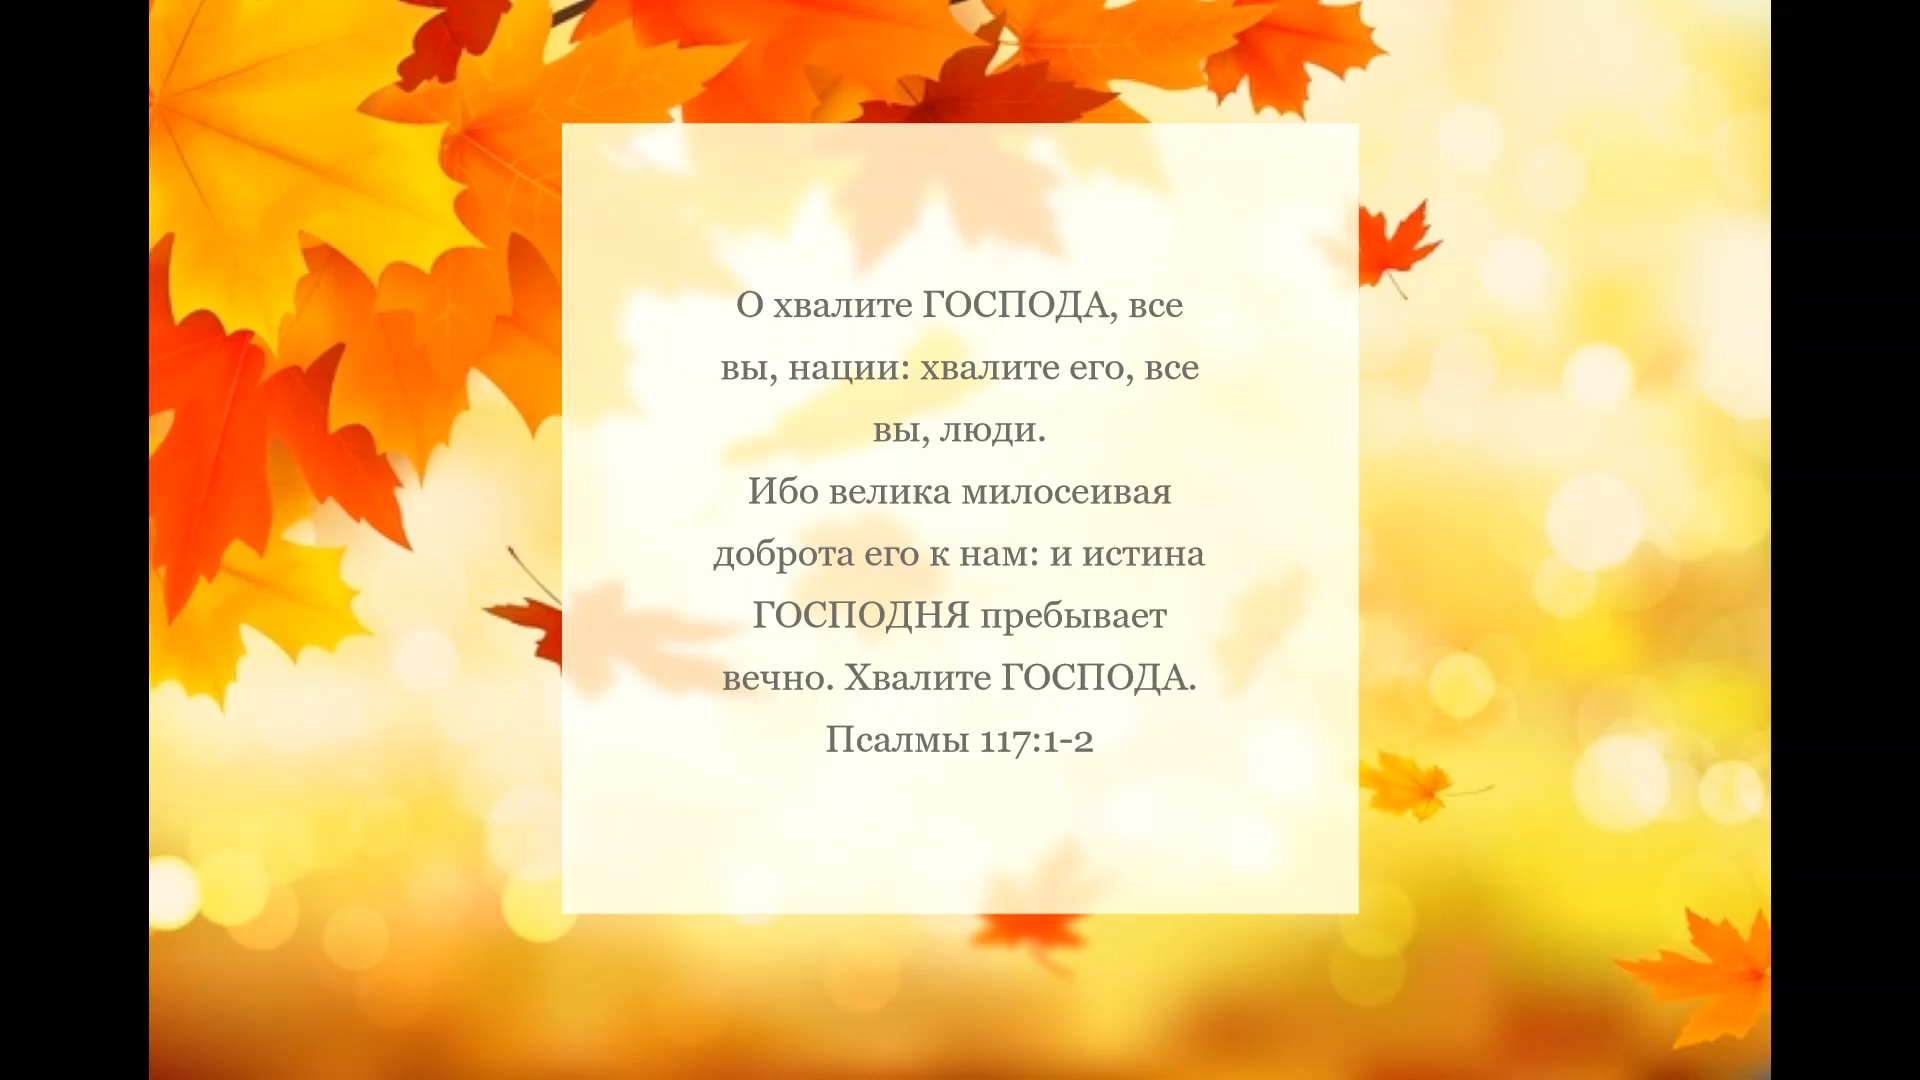 О хвалите ГОСПОДА, все
вы, нации: хвалите его, все
вы, люди.
Ибо велика милосеивая
доброта его к нам: и истина
ГОСПОДНЯ пребывает
вечно. Хвалите ГОСПОДА.
Псалмы 117:1-2